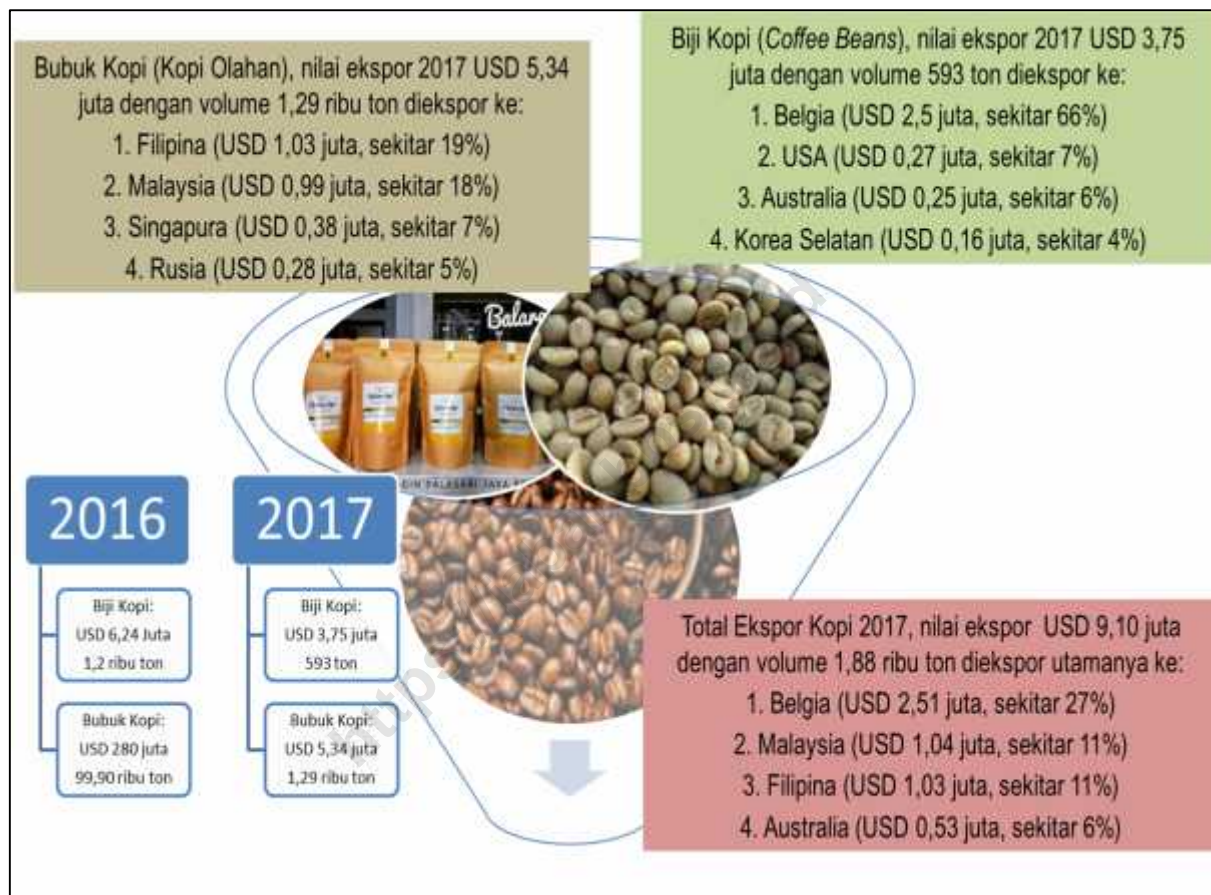 Bubuk Kopi (Kopi Olahan), nilai ekspor 2017 USD 5,34
juta dengan volume 1,29 ribu ton diekspor ke:
1. Filipina (USD 1,03 juta, sekitar 19%)
2. Malaysia (USD 0,99 juta, sekitar 18%)
3. Singapura (USD 0,38 juta, sekitar 7%)
4. Rusia (USD 0,28 juta, sekitar 5%)
Biji Kopi (Coffee Beans), nilai ekspor 2017 USD 3,75
juta dengan volume 593 ton diekspor ke:
1. Belgia (USD 2,5 juta, sekitar 66%)
2. USA (USD 0,27 juta, sekitar 7%)
3. Australia (USD 0,25 juta, sekitar 6%)
4. Korea Selatan (USD 0,16 juta, sekitar 4%)
2016
Biji Kopi:
USD 6,24 Juta
1,2 ribu ton
Bubuk Kopi:
USD 280 juta
99,90 ribu ton
2017
Biji Kopi:
USD 3,75 juta
593 ton
Bubuk Kopi:
USD 5,34 juta
1,29 ribu ton
Total Ekspor Kopi 2017, nilai ekspor USD 9,10 juta
dengan volume 1,88 ribu ton diekspor utamanya ke:
1. Belgia (USD 2,51 juta, sekitar 27%)
2. Malaysia (USD 1,04 juta, sekitar 11%)
3. Filipina (USD 1,03 juta, sekitar 11%)
4. Australia (USD 0,53 juta, sekitar 6%)